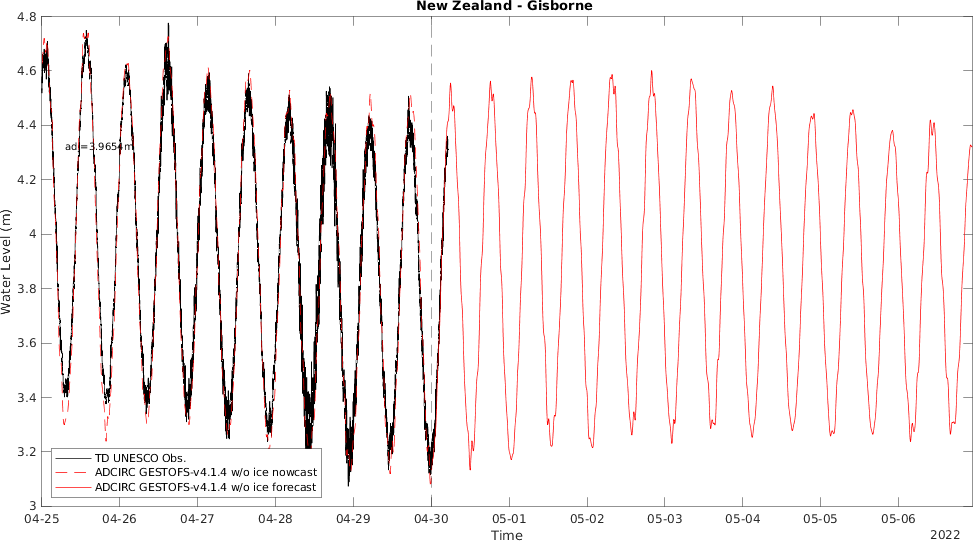 New Zealand - Gisborne
4.8
4.6
4.4
4.2
4
3.8
3.6
3.4
3.2
3
Water Level (m)
adj=3.9654m
TD UNESCO Obs.
ADCIRC GESTOFS-v4.1.4 w/o ice nowcast
ADCIRC GESTOFS-v4.1.4 w/o ice forecast
04-25 04-26 04-27 04-28 04-29 04-30 05-01 05-02 05-03 05-04 05-05 05-06
Time
2022